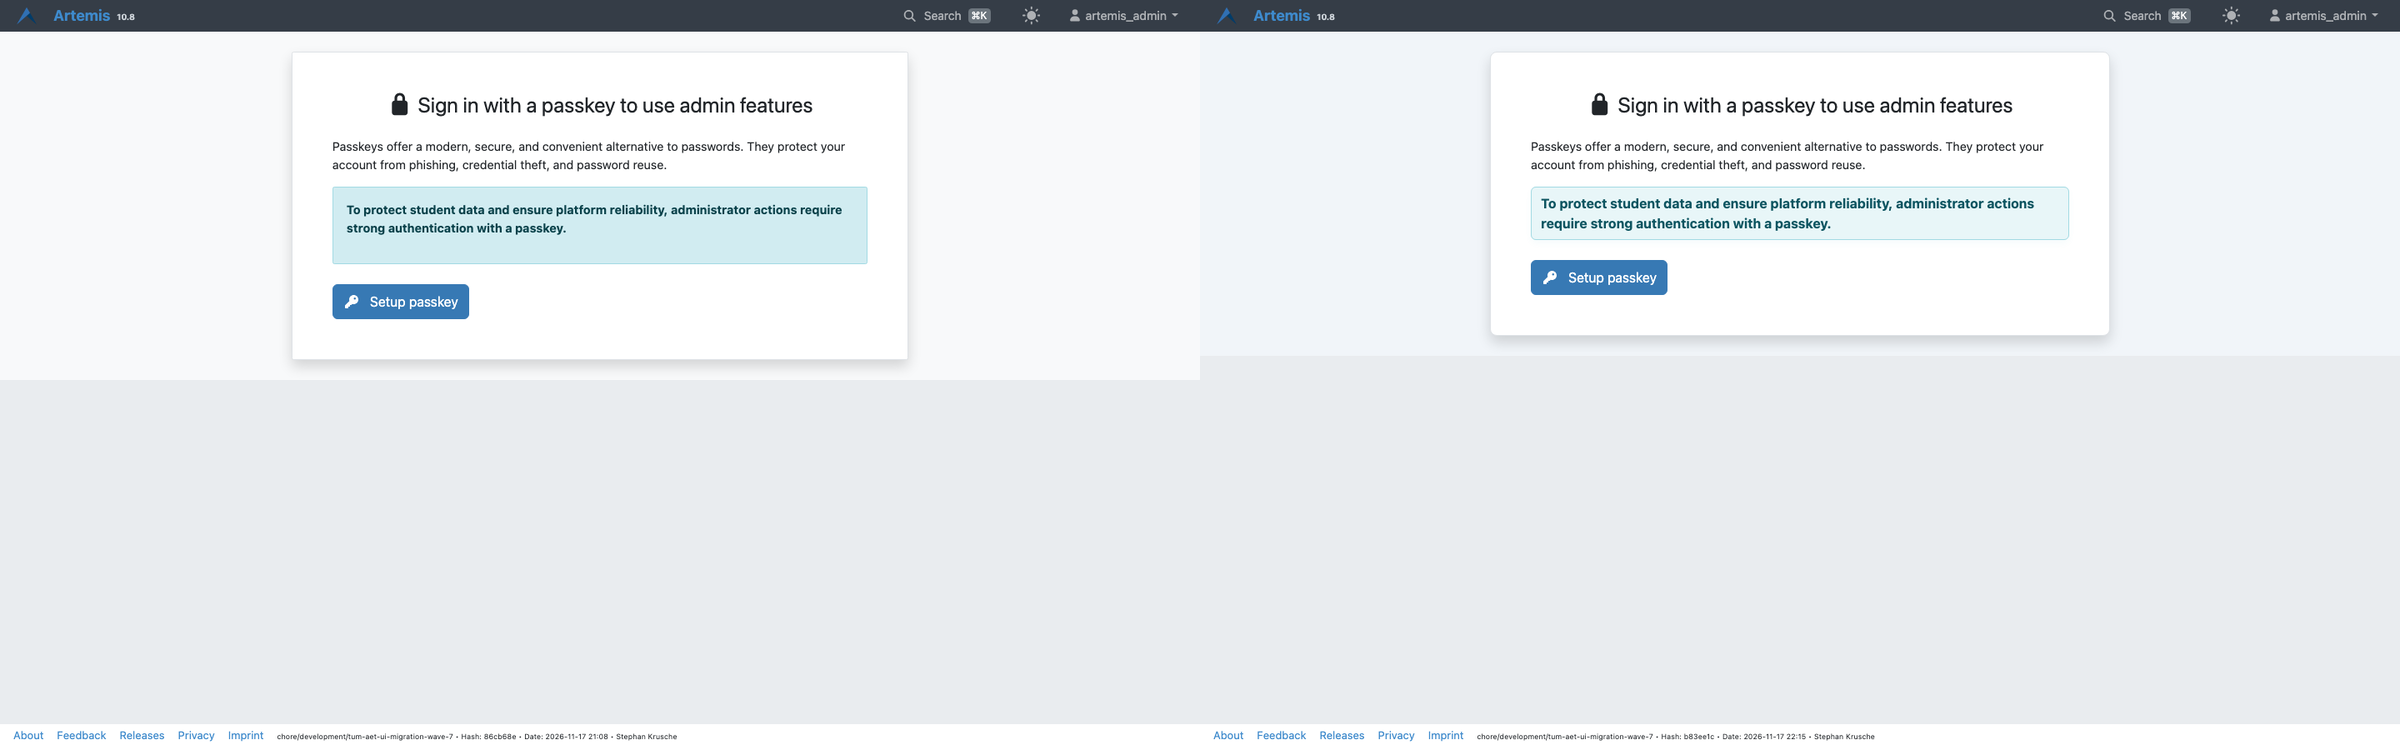 Artemis 10.8 Search ⌘K artemis_admin
Sign in with a passkey to use admin features
Passkeys offer a modern, secure, and convenient alternative to passwords. They protect your
account from phishing, credential theft, and password reuse.
To protect student data and ensure platform reliability, administrator actions require
strong authentication with a passkey.
Setup passkey
About Feedback Releases Privacy Imprint chore/development/tum-aet-ui-migration-wave-7 • Hash: 86cb68e • Date: 2026-11-17 21:08 • Stephan Krusche
Artemis 10.8 Search ⌘K artemis_admin
Sign in with a passkey to use admin features
Passkeys offer a modern, secure, and convenient alternative to passwords. They protect your
account from phishing, credential theft, and password reuse.
To protect student data and ensure platform reliability, administrator actions
require strong authentication with a passkey.
Setup passkey
About Feedback Releases Privacy Imprint chore/development/tum-aet-ui-migration-wave-7 • Hash: b83ee1c • Date: 2026-11-17 22:15 • Stephan Krusche